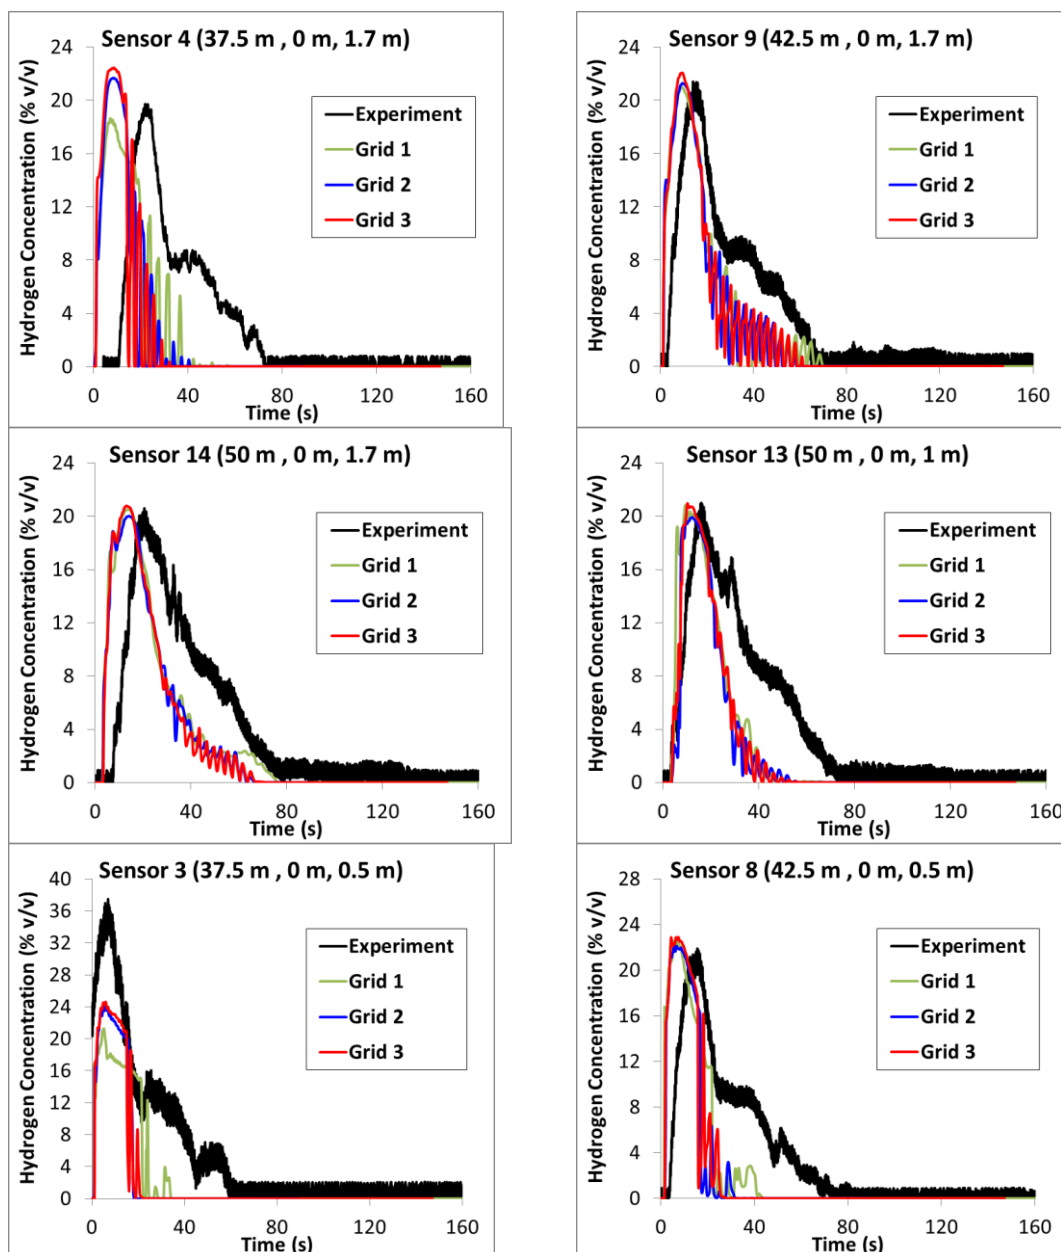 Sensor 4 (37.5 m , 0 m, 1.7 m)
Hydrogen Concentration (% v/v)
24
20
16
12
8
4
0
Experiment
Grid 1
Grid 2
Grid 3
0 40 80 120 160
Time (s)
Sensor 9 (42.5 m , 0 m, 1.7 m)
Hydrogen Concentration (% v/v)
24
20
16
12
8
4
0
Experiment
Grid 1
Grid 2
Grid 3
0 40 80 120 160
Time (s)
Sensor 14 (50 m , 0 m, 1.7 m)
Hydrogen Concentration (% v/v)
24
20
16
12
8
4
0
Experiment
Grid 1
Grid 2
Grid 3
0 40 80 120 160
Time (s)
Sensor 13 (50 m , 0 m, 1 m)
Hydrogen Concentration (% v/v)
24
20
16
12
8
4
0
Experiment
Grid 1
Grid 2
Grid 3
0 40 80 120 160
Time (s)
Sensor 3 (37.5 m , 0 m, 0.5 m)
Hydrogen Concentration (% v/v)
40
36
32
28
24
20
16
12
8
4
0
Experiment
Grid 1
Grid 2
Grid 3
0 40 80 120 160
Time (s)
Sensor 8 (42.5 m , 0 m, 0.5 m)
Hydrogen Concentration (% v/v)
28
24
20
16
12
8
4
0
Experiment
Grid 1
Grid 2
Grid 3
0 40 80 120 160
Time (s)